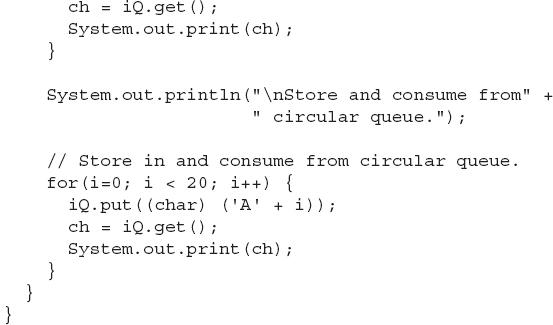 ch = iQ.get();
      System.out.print(ch);
    }

    System.out.println("\nStore and consume from" +
                       " circular queue.");

    // Store in and consume from circular queue.
    for(i=0; i < 20; i++) {
      iQ.put((char) ('A' + i));
      ch = iQ.get();
      System.out.print(ch);
    }
  }
}